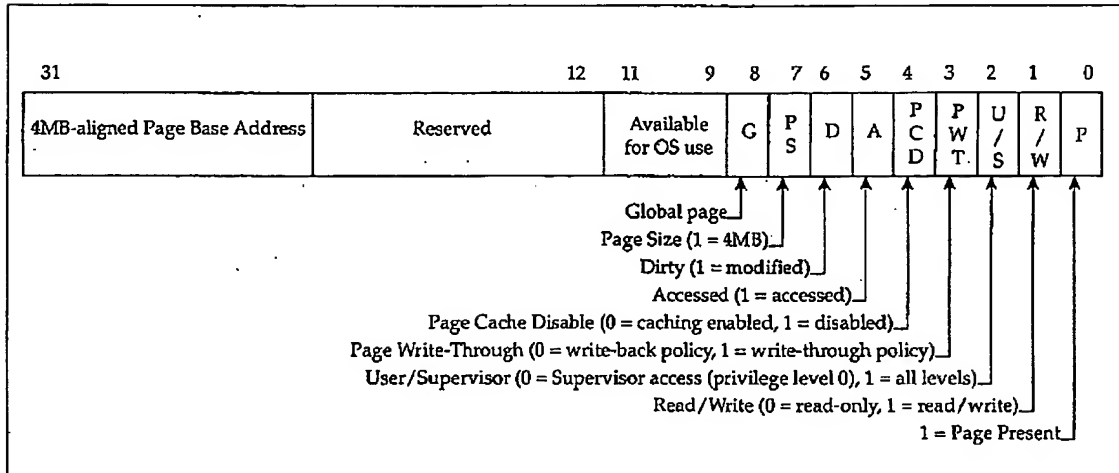 31 12 11 9 8 7 6 5 4 3 2 1 0
4MB-aligned Page Base Address Reserved Available for OS use G PS D A PCD PWT. U/S R/W P
Global page
Page Size (1 = 4MB)
Dirty (1 = modified)
Accessed (1 = accessed)
Page Cache Disable (0 = caching enabled, 1 = disabled)
Page Write-Through (0 = write-back policy, 1 = write-through policy)
User/Supervisor (0 = Supervisor access (privilege level 0), 1 = all levels)
Read/Write (0 = read-only, 1 = read/write)
1 = Page Present